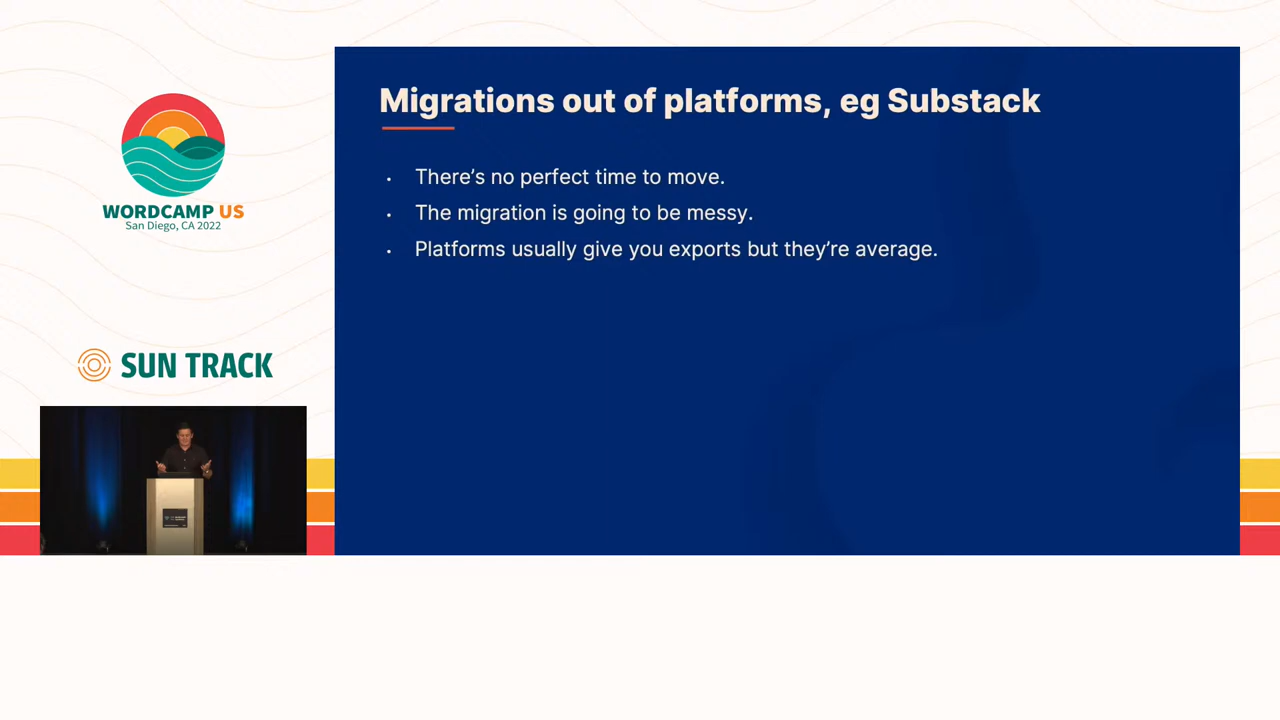 WORDCAMP US
San Diego, CA 2022
SUN TRACK
Migrations out of platforms, eg Substack
• There’s no perfect time to move.
• The migration is going to be messy.
• Platforms usually give you exports but they’re average.